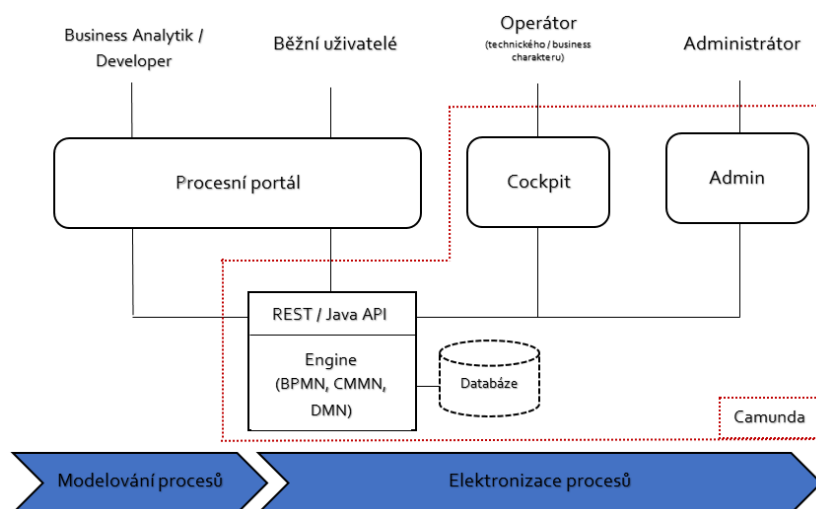 Business Analytik /
Developer
Běžní uživatelé
Operátor
(technického / business
charakteru)
Administrátor
Procesní portál
Cockpit
Admin
REST / Java API
Engine
(BPMN, CMMN,
DMN)
Databáze
Camunda
Modelování procesů
Elektronizace procesů